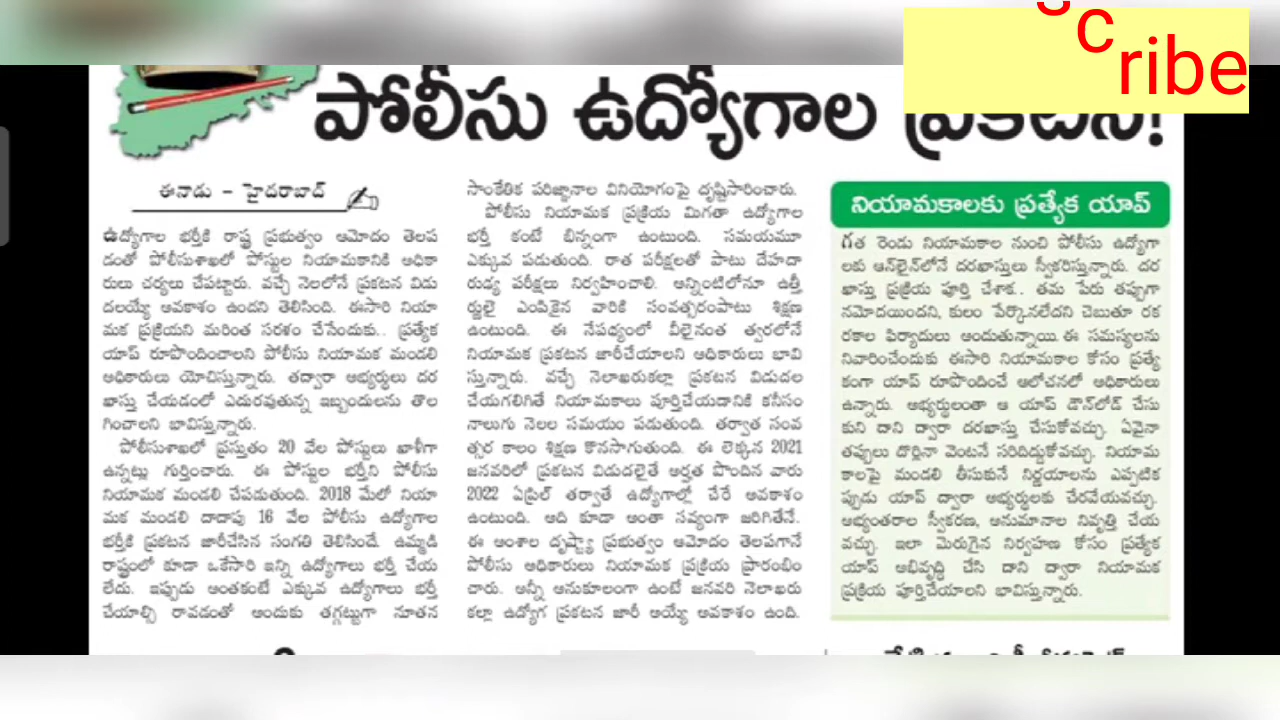 c
ribe
పోలీసు ఉద్యోగాల ప్రకటన!
ఈనాడు - హైదరాబాద్
ఉద్యోగాల భర్తీకి రాష్ట్ర ప్రభుత్వం ఆమోదం తెలప
డంతో పోలీసుశాఖలో పోస్టుల నియామకానికి అధికా
రులు చర్యలు చేపట్టారు. వచ్చే నెలలోనే ప్రకటన విడు
దలయ్యే అవకాశం ఉందని తెలిసింది. ఈసారి నియా
మక ప్రక్రియని మరింత సరళం చేసేందుకు.. ప్రత్యేక
యాప్ రూపొందించాలని పోలీసు నియామక మండలి
అధికారులు యోచిస్తున్నారు. తద్వారా అభ్యర్థులు దర
ఖాస్తు చేయడంలో ఎదురవుతున్న ఇబ్బందులను తొల
గించాలని భావిస్తున్నారు.
పోలీసుశాఖలో ప్రస్తుతం 20 వేల పోస్టులు ఖాళీగా
ఉన్నట్లు గుర్తించారు. ఈ పోస్టుల భర్తీని పోలీసు
నియామక మండలి చేపడుతుంది. 2018 మేలో నియా
మక మండలి దాదాపు 16 వేల పోలీసు ఉద్యోగాల
భర్తీకి ప్రకటన జారీచేసిన సంగతి తెలిసిందే. ఉమ్మడి
రాష్ట్రంలో కూడా ఒకేసారి ఇన్ని ఉద్యోగాలు భర్తీ చేయ
లేదు. ఇప్పుడు అంతకంటే ఎక్కువ ఉద్యోగాలు భర్తీ
చేయాల్సి రావడంతో అందుకు తగ్గట్టుగా నూతన
సాంకేతిక పరిజ్ఞానాల వినియోగంపై దృష్టిసారించారు.
పోలీసు నియామక ప్రక్రియ మిగతా ఉద్యోగాల
భర్తీ కంటే భిన్నంగా ఉంటుంది. సమయమూ
ఎక్కువ పడుతుంది. రాత పరీక్షలతో పాటు దేహదా
రుఢ్య పరీక్షలు నిర్వహించాలి. అన్నింటిలోనూ ఉత్తీ
ర్ణులై ఎంపికైన వారికి సంవత్సరంపాటు శిక్షణ
ఉంటుంది. ఈ నేపథ్యంలో వీలైనంత త్వరలోనే
నియామక ప్రకటన జారీచేయాలని అధికారులు భావి
స్తున్నారు. వచ్చే నెలాఖరుకల్లా ప్రకటన విడుదల
చేయగలిగితే నియామకాలు పూర్తిచేయడానికి కనీసం
నాలుగు నెలల సమయం పడుతుంది. తర్వాత సంవ
త్సర కాలం శిక్షణ కొనసాగుతుంది. ఈ లెక్కన 2021
జనవరిలో ప్రకటన విడుదలైతే అర్హత పొందిన వారు
2022 ఏప్రిల్ తర్వాతే ఉద్యోగాల్లో చేరే అవకాశం
ఉంటుంది. అది కూడా అంతా సవ్యంగా జరిగితేనే.
ఈ అంశాల దృష్ట్యా ప్రభుత్వం ఆమోదం తెలపగానే
పోలీసు అధికారులు నియామక ప్రక్రియ ప్రారంభిం
చారు. అన్నీ అనుకూలంగా ఉంటే జనవరి నెలాఖరు
కల్లా ఉద్యోగ ప్రకటన జారీ అయ్యే అవకాశం ఉంది.
నియామకాలకు ప్రత్యేక యాప్
గత రెండు నియామకాల నుంచి పోలీసు ఉద్యోగా
లకు ఆన్‌లైన్‌లోనే దరఖాస్తులు స్వీకరిస్తున్నారు. దర
ఖాస్తు ప్రక్రియ పూర్తి చేశాక.. తమ పేరు తప్పుగా
నమోదయిందని, కులం పేర్కొనలేదని చెబుతూ రక
రకాల ఫిర్యాదులు అందుతున్నాయి. ఈ సమస్యలను
నివారించేందుకు ఈసారి నియామకాల కోసం ప్రత్యే
కంగా యాప్ రూపొందించే ఆలోచనలో అధికారులు
ఉన్నారు. అభ్యర్థులంతా ఆ యాప్ డౌన్‌లోడ్ చేసు
కుని దాని ద్వారా దరఖాస్తు చేసుకోవచ్చు. ఏవైనా
తప్పులు దొర్లినా వెంటనే సరిదిద్దుకోవచ్చు. నియామ
కాలపై మండలి తీసుకునే నిర్ణయాలను ఎప్పటిక
ప్పుడు యాప్ ద్వారా అభ్యర్థులకు చేరవేయవచ్చు.
అభ్యంతరాల స్వీకరణ, అనుమానాల నివృత్తి చేయ
వచ్చు. ఇలా మెరుగైన నిర్వహణ కోసం ప్రత్యేక
యాప్ అభివృద్ధి చేసి దాని ద్వారా నియామక
ప్రక్రియ పూర్తిచేయాలని భావిస్తున్నారు.